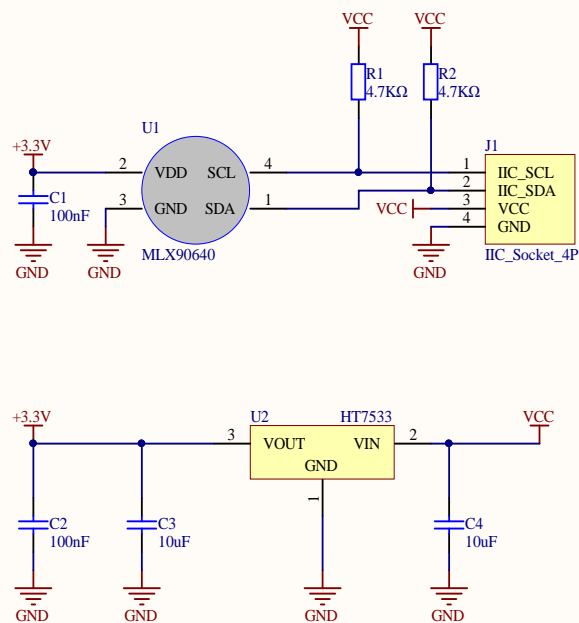 VCC VCC
R1 R2
4.7KΩ 4.7KΩ
U1
J1
+3.3V
2 VDD SCL 4
1 IIC_SCL
2 IIC_SDA
C1
100nF
3 GND SDA 1
VCC 3 VCC
4 GND
GND GND MLX90640 GND IIC_Socket_4P
+3.3V U2 HT7533 VCC
3 VOUT VIN 2
GND
1
C2 C3 C4
100nF 10uF 10uF
GND GND GND GND